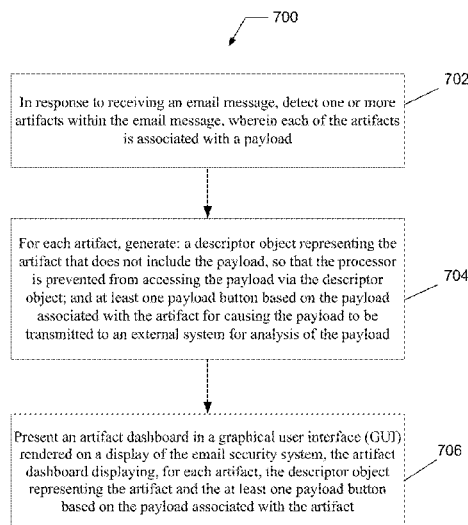 700
702
In response to receiving an email message, detect one or more
artifacts within the email message, wherein each of the artifacts
is associated with a payload
For each artifact, generate: a descriptor object representing the
artifact that does not include the payload, so that the processor
is prevented from accessing the payload via the descriptor
object; and at least one payload button based on the payload
associated with the artifact for causing the payload to be
transmitted to an external system for analysis of the payload
704
Present an artifact dashboard in a graphical user interface (GUI)
rendered on a display of the email security system, the artifact
dashboard displaying, for each artifact, the descriptor object
representing the artifact and the at least one payload button
based on the payload associated with the artifact
706